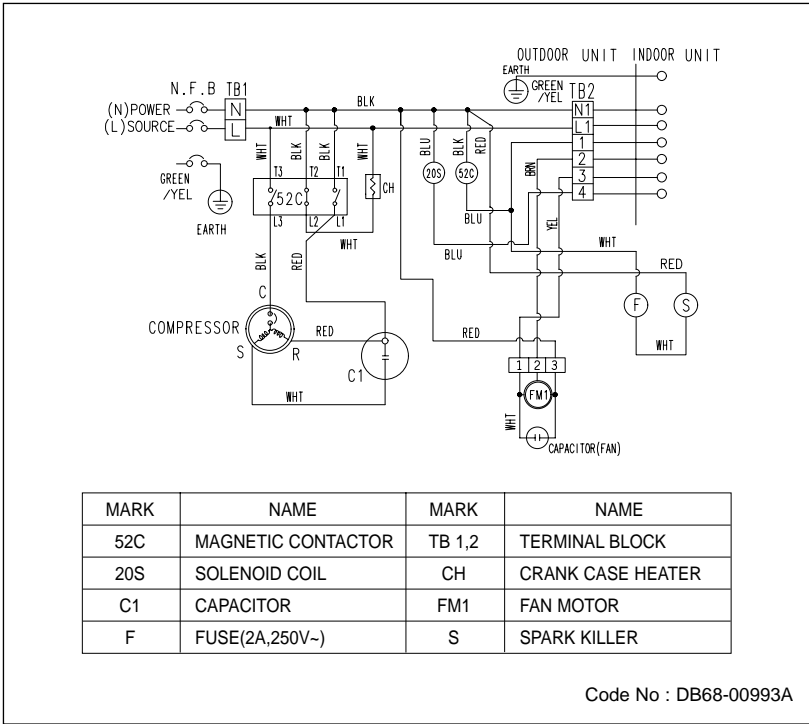 OUTDOOR UNIT INDOOR UNIT
EARTH
GREEN
/YEL
TB2
N.F.B TB1
(N)POWER
N
BLK
N1
(L)SOURCE
L
WHT
L1
1
2
3
4
WHT
BLK
BLK
WHT
BLU
BLK
RED
BRN
YEL
GREEN
/YEL
EARTH
T3 T2 T1
52C
CH
20S
52C
L3 L2 L1
WHT
BLU
BLU
WHT
RED
BLK
RED
C
COMPRESSOR
S
R
RED
C1
WHT
RED
F
S
WHT
1 2 3
FM1
WHT
CAPACITOR(FAN)
MARK NAME MARK NAME
52C MAGNETIC CONTACTOR TB 1,2 TERMINAL BLOCK
20S SOLENOID COIL CH CRANK CASE HEATER
C1 CAPACITOR FM1 FAN MOTOR
F FUSE(2A,250V~) S SPARK KILLER
Code No : DB68-00993A